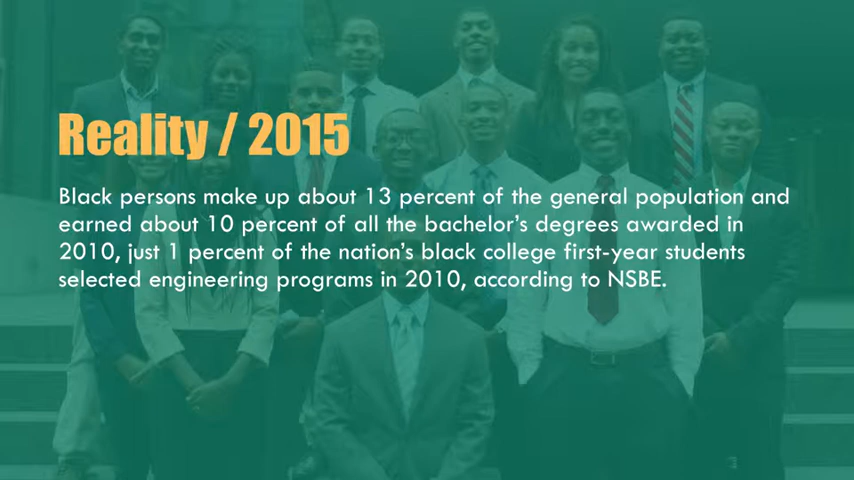 Reality / 2015
Black persons make up about 13 percent of the general population and
earned about 10 percent of all the bachelor’s degrees awarded in
2010, just 1 percent of the nation’s black college first-year students
selected engineering programs in 2010, according to NSBE.